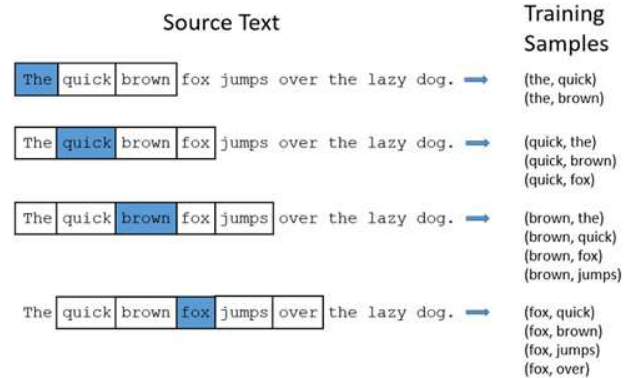 Source Text
Training
Samples
The quick brown fox jumps over the lazy dog.
(the, quick)
(the, brown)
The quick brown fox jumps over the lazy dog.
(quick, the)
(quick, brown)
(quick, fox)
The quick brown fox jumps over the lazy dog.
(brown, the)
(brown, quick)
(brown, fox)
(brown, jumps)
The quick brown fox jumps over the lazy dog.
(fox, quick)
(fox, brown)
(fox, jumps)
(fox, over)